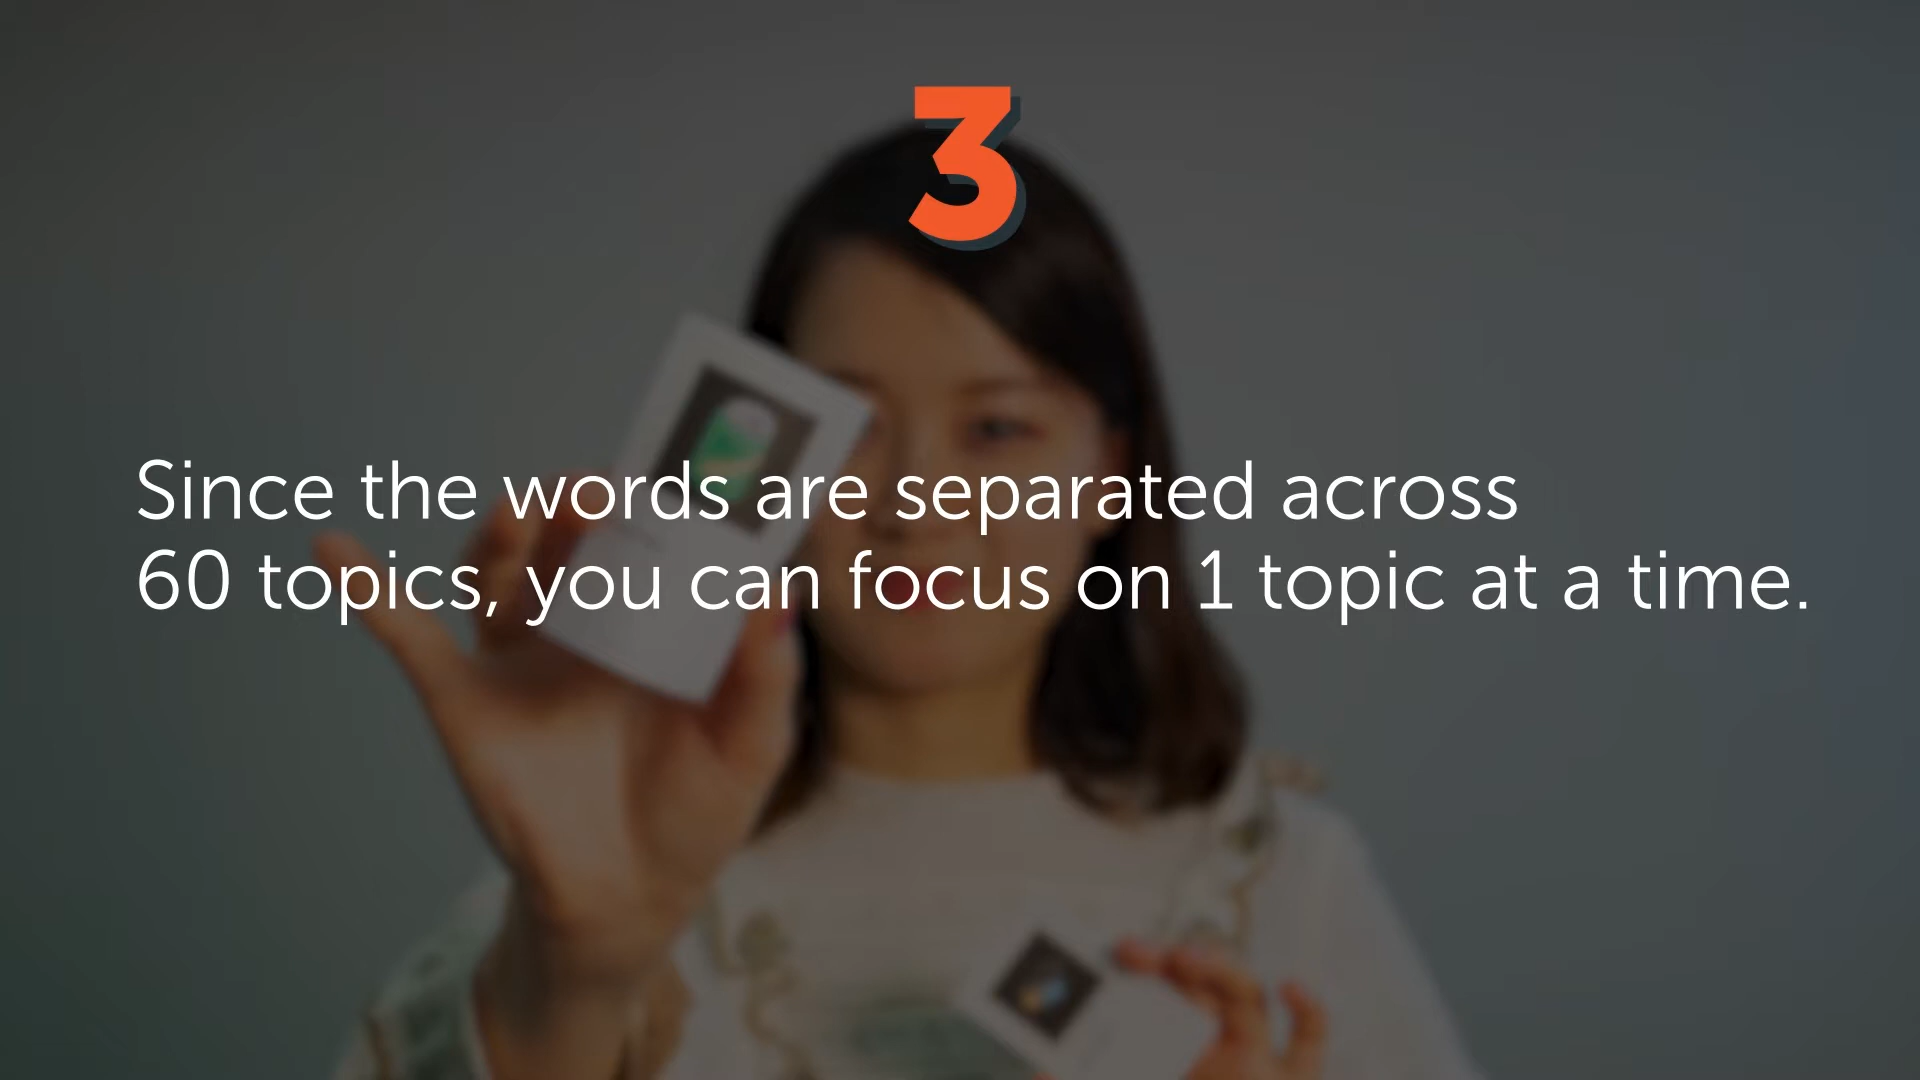 3
Since the words are separated across
60 topics, you can focus on 1 topic at a time.